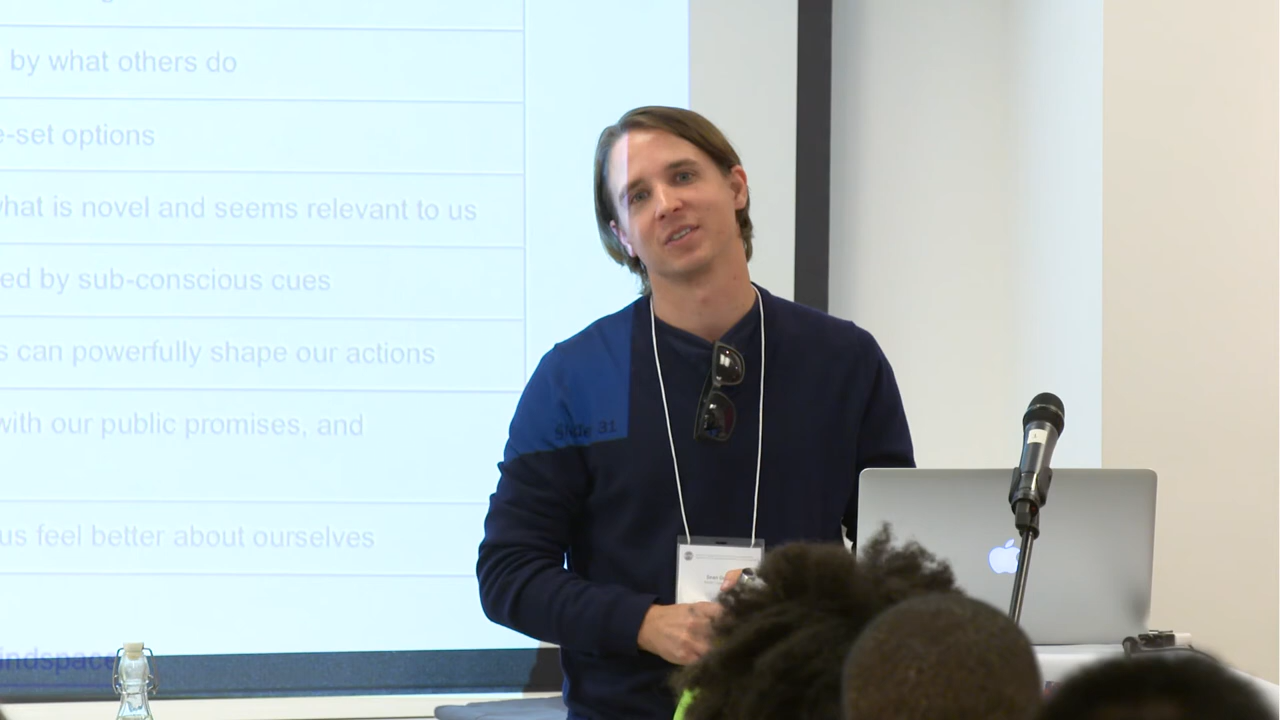 by what others do
-set options
what is novel and seems relevant to us
ed by sub-conscious cues
s can powerfully shape our actions
with our public promises, and
Slide 31
us feel better about ourselves
indspace